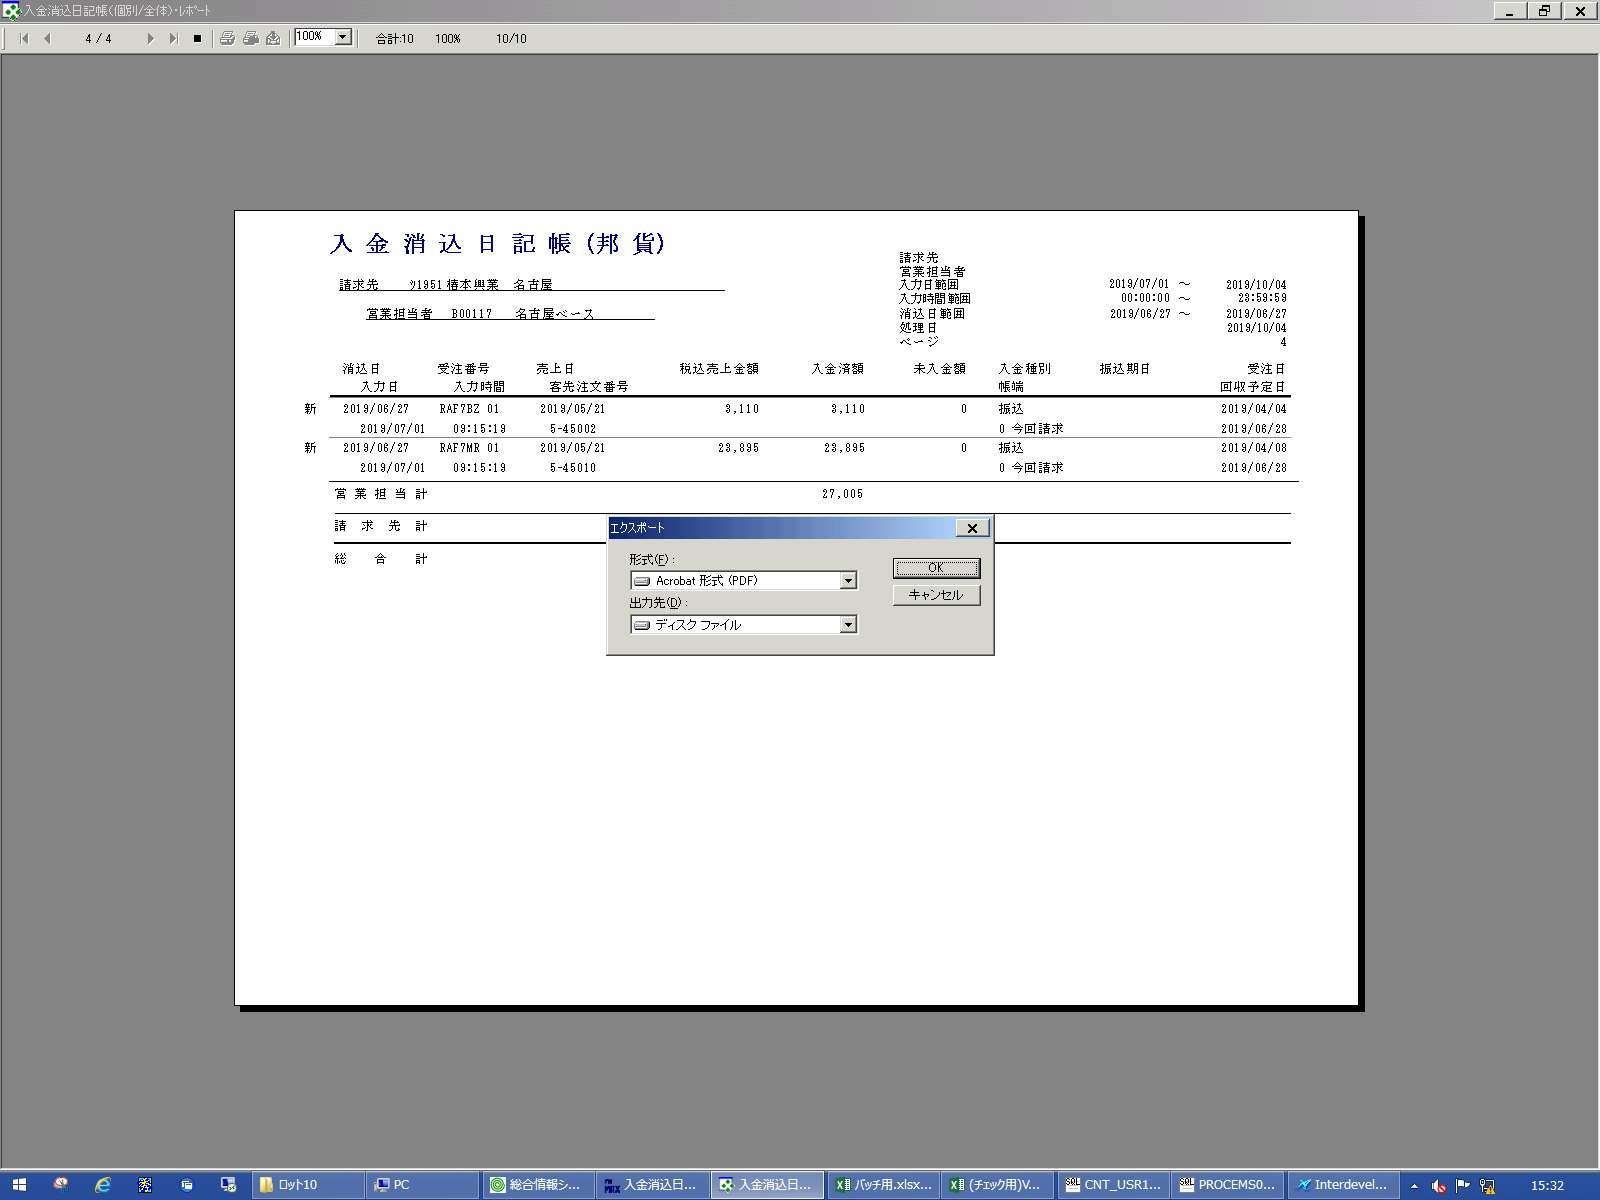 入金消込日記帳(個別/全体)・レポート
4 / 4 100% 合計:10 100% 10/10
入 金 消 込 日 記 帳 (邦 貨)
請求先
請求先 ﾂ1951 椿本興業 名古屋
営業担当者
入力日範囲 2019/07/01 ～ 2019/10/04
入力時間範囲 00:00:00 ～ 23:59:59
営業担当者 B00117 名古屋ベース
消込日範囲 2019/06/27 ～ 2019/06/27
処理日 2019/10/04
ページ 4
消込日 受注番号 売上日 税込売上金額 入金済額 未入金額 入金種別 振込期日 受注日
入力日 入力時間 客先注文番号 帳端 回収予定日
新 2019/06/27 RAF7BZ 01 2019/05/21 3,110 3,110 0 振込 2019/04/04
2019/07/01 09:15:19 5-45002 0 今回請求 2019/06/28
新 2019/06/27 RAF7MR 01 2019/05/21 23,895 23,895 0 振込 2019/04/08
2019/07/01 09:15:19 5-45010 0 今回請求 2019/06/28
営 業 担 当 計 27,005
請 求 先 計
総 合 計
エクスポート
形式(F) :
Acrobat 形式 (PDF)
OK
キャンセル
出力先(D) :
ディスク ファイル
ロット10 PC 総合情報シ... 入金消込日... 入金消込日... バッチ用.xlsx... (チェック用)V... CNT_USR1... PROCEMS0... Interdevel... 15:32